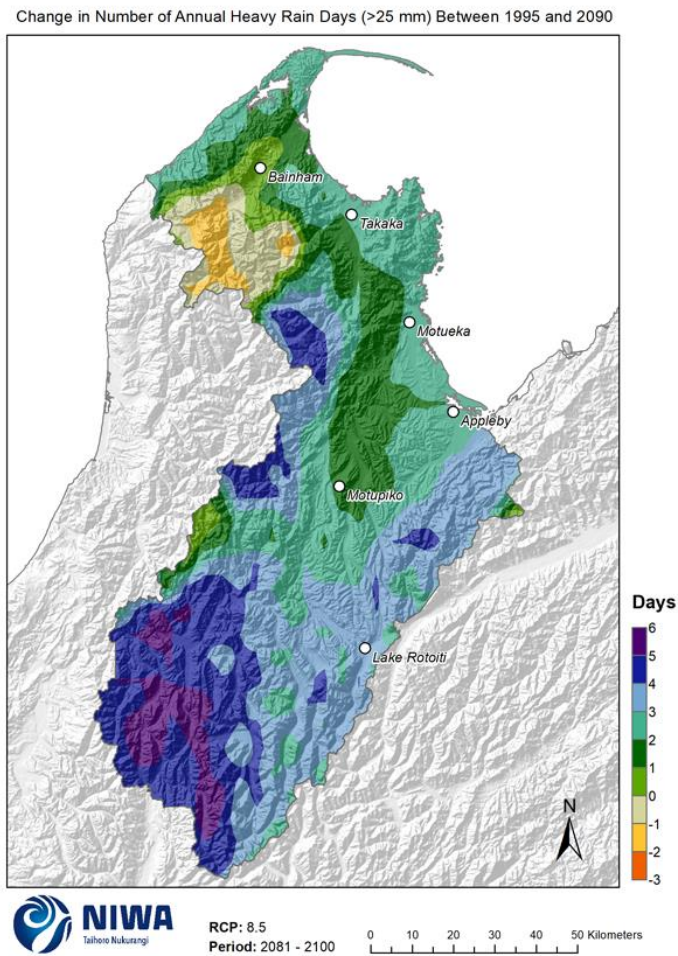 Change in Number of Annual Heavy Rain Days (>25 mm) Between 1995 and 2090
Bainham
Takaka
Motueka
Appleby
Motupiko
Lake Rotoiti
Days
6
5
4
3
2
1
0
-1
-2
-3
N
NIWA
Taihoro Nukurangi
RCP: 8.5
Period: 2081 - 2100
0 10 20 30 40 50 Kilometers